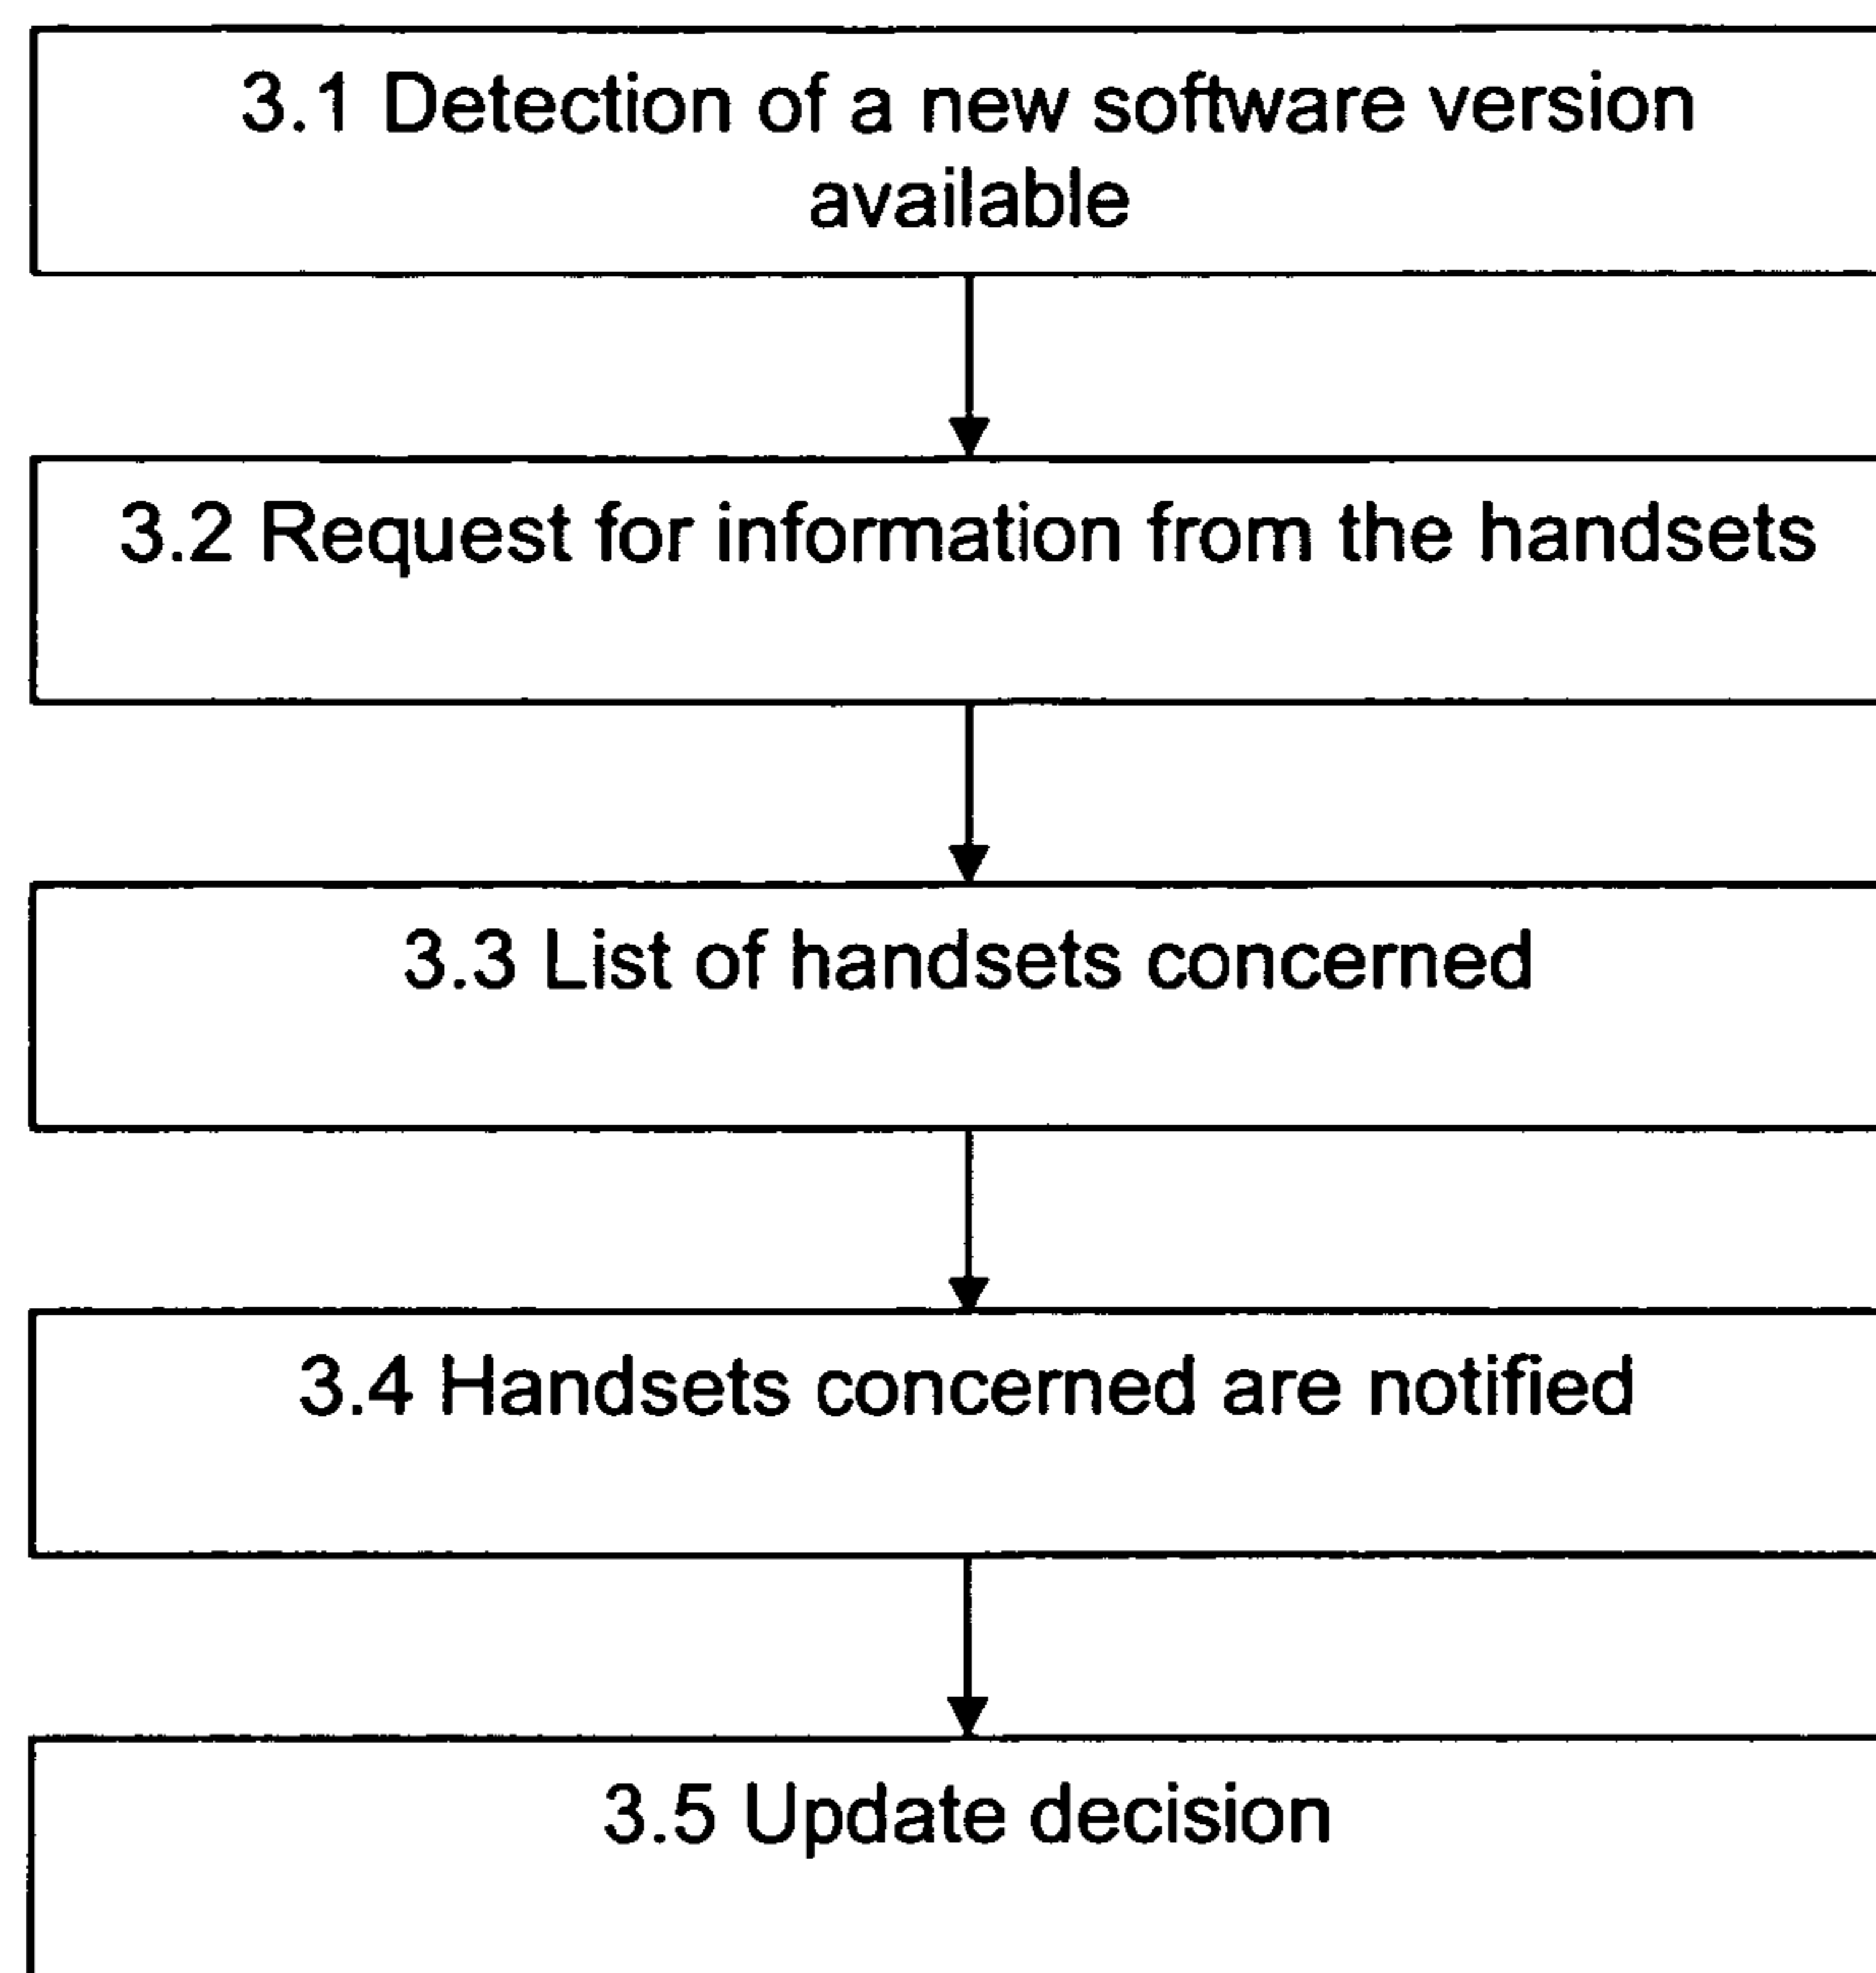 3.1 Detection of a new software version
available
3.2 Request for information from the handsets
3.3 List of handsets concerned
3.4 Handsets concerned are notified
3.5 Update decision